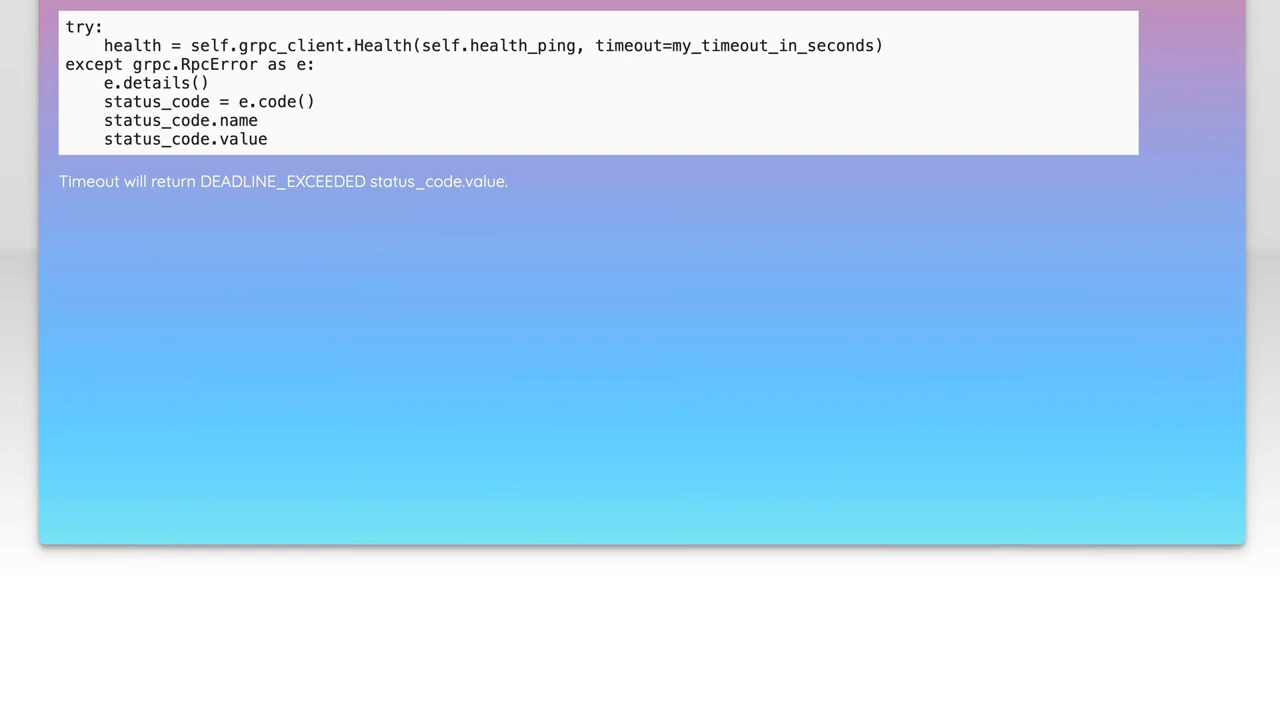 try:
    health = self.grpc_client.Health(self.health_ping, timeout=my_timeout_in_seconds)
except grpc.RpcError as e:
    e.details()
    status_code = e.code()
    status_code.name
    status_code.value
Timeout will return DEADLINE_EXCEEDED status_code.value.